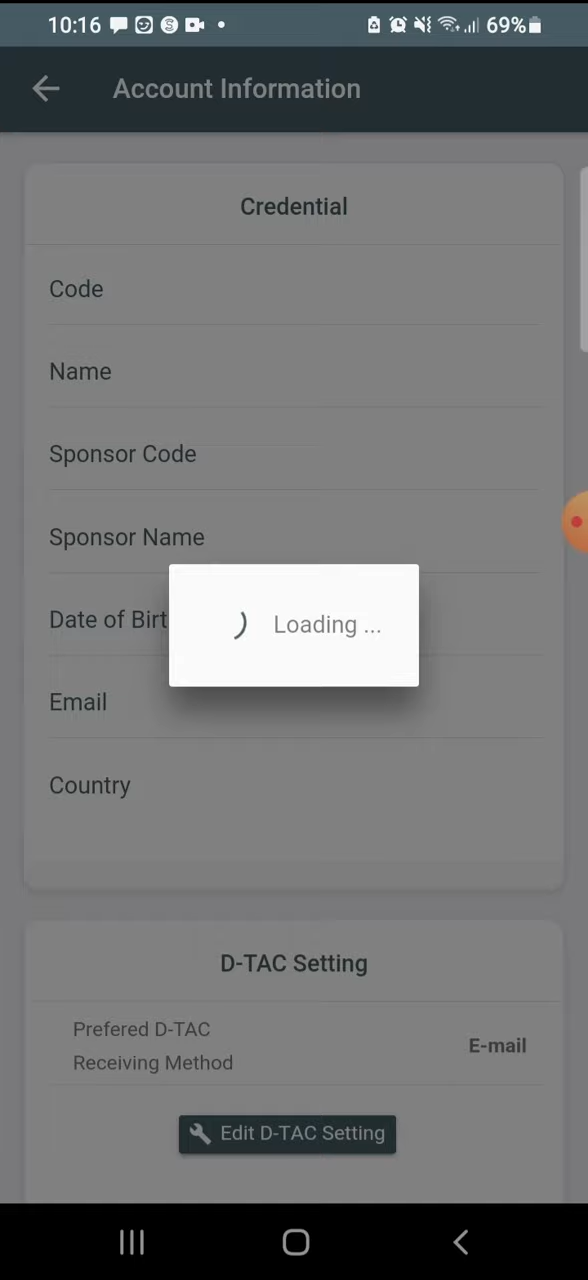 10:16
69%
Account Information
Credential
Code
Name
Sponsor Code
Sponsor Name
Date of Birt
Loading ...
Email
Country
D-TAC Setting
Prefered D-TAC
Receiving Method
E-mail
Edit D-TAC Setting